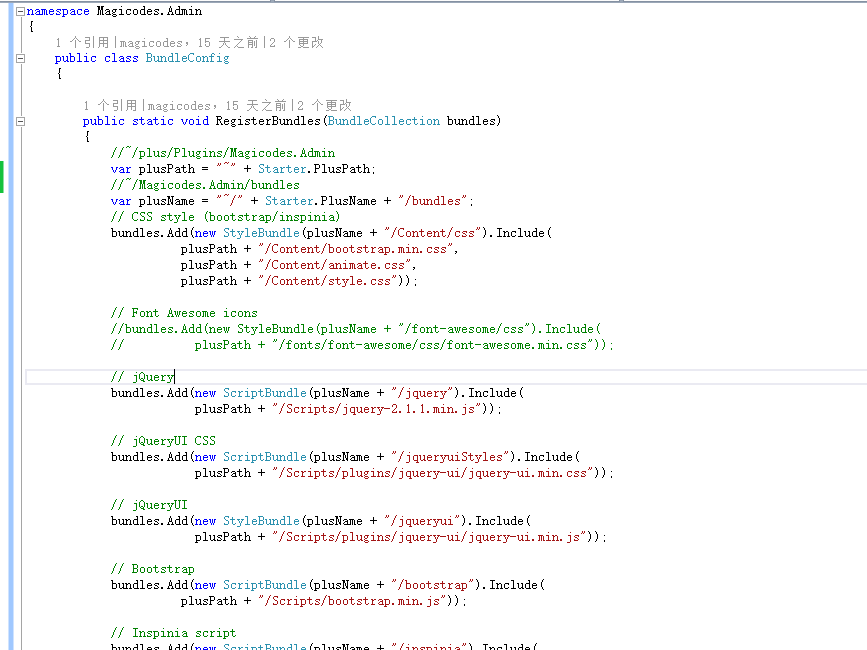 namespace Magicodes.Admin
{
1 个引用|magicodes，15 天之前|2 个更改
public class BundleConfig
{
1 个引用|magicodes，15 天之前|2 个更改
public static void RegisterBundles(BundleCollection bundles)
{
//~/plus/Plugins/Magicodes.Admin
var plusPath = "~" + Starter.PlusPath;
//~/Magicodes.Admin/bundles
var plusName = "~/" + Starter.PlusName + "/bundles";
// CSS style (bootstrap/inspinia)
bundles.Add(new StyleBundle(plusName + "/Content/css").Include(
plusPath + "/Content/bootstrap.min.css",
plusPath + "/Content/animate.css",
plusPath + "/Content/style.css"));
// Font Awesome icons
//bundles.Add(new StyleBundle(plusName + "/font-awesome/css").Include(
// plusPath + "/fonts/font-awesome/css/font-awesome.min.css"));
// jQuery
bundles.Add(new ScriptBundle(plusName + "/jquery").Include(
plusPath + "/Scripts/jquery-2.1.1.min.js"));
// jQueryUI CSS
bundles.Add(new ScriptBundle(plusName + "/jqueryuiStyles").Include(
plusPath + "/Scripts/plugins/jquery-ui/jquery-ui.min.css"));
// jQueryUI
bundles.Add(new StyleBundle(plusName + "/jqueryui").Include(
plusPath + "/Scripts/plugins/jquery-ui/jquery-ui.min.js"));
// Bootstrap
bundles.Add(new ScriptBundle(plusName + "/bootstrap").Include(
plusPath + "/Scripts/bootstrap.min.js"));
// Inspinia script
bundles.Add(new ScriptBundle(plusName + "/inspinia").Include(